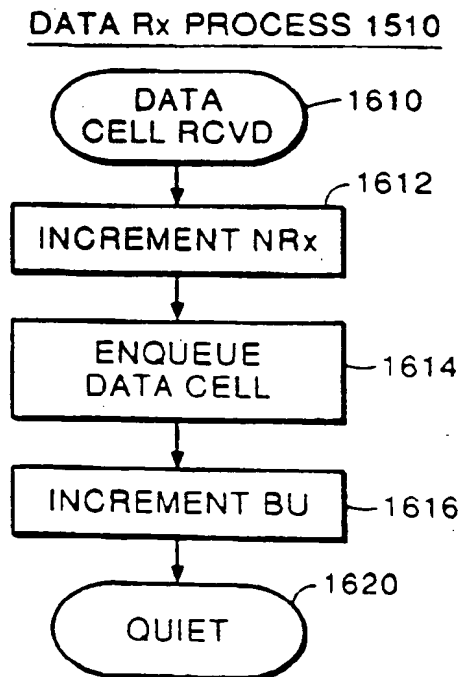 DATA Rx PROCESS 1510
DATA
CELL RCVD
1610
1612
INCREMENT NRx
ENQUEUE
DATA CELL
1614
INCREMENT BU
1616
1620
QUIET